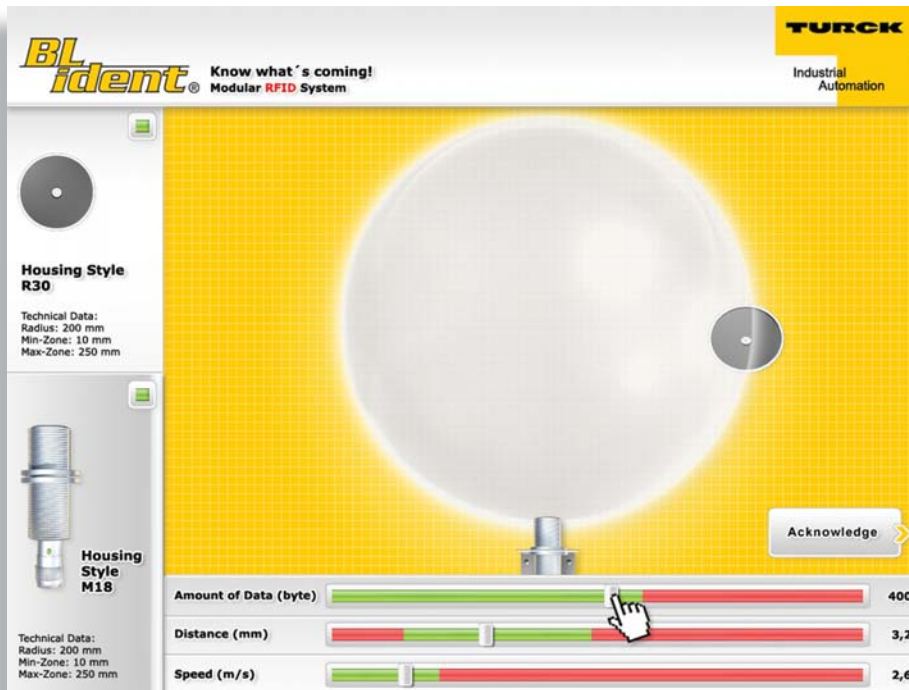 TURCK
Industrial
Automation
BL
ident®
Know what´s coming!
Modular RFID System
Housing Style
R30
Technical Data:
Radius: 200 mm
Min-Zone: 10 mm
Max-Zone: 250 mm
Housing
Style
M18
Technical Data:
Radius: 200 mm
Min-Zone: 10 mm
Max-Zone: 250 mm
Acknowledge
Amount of Data (byte)
400
Distance (mm)
3,2
Speed (m/s)
2,6